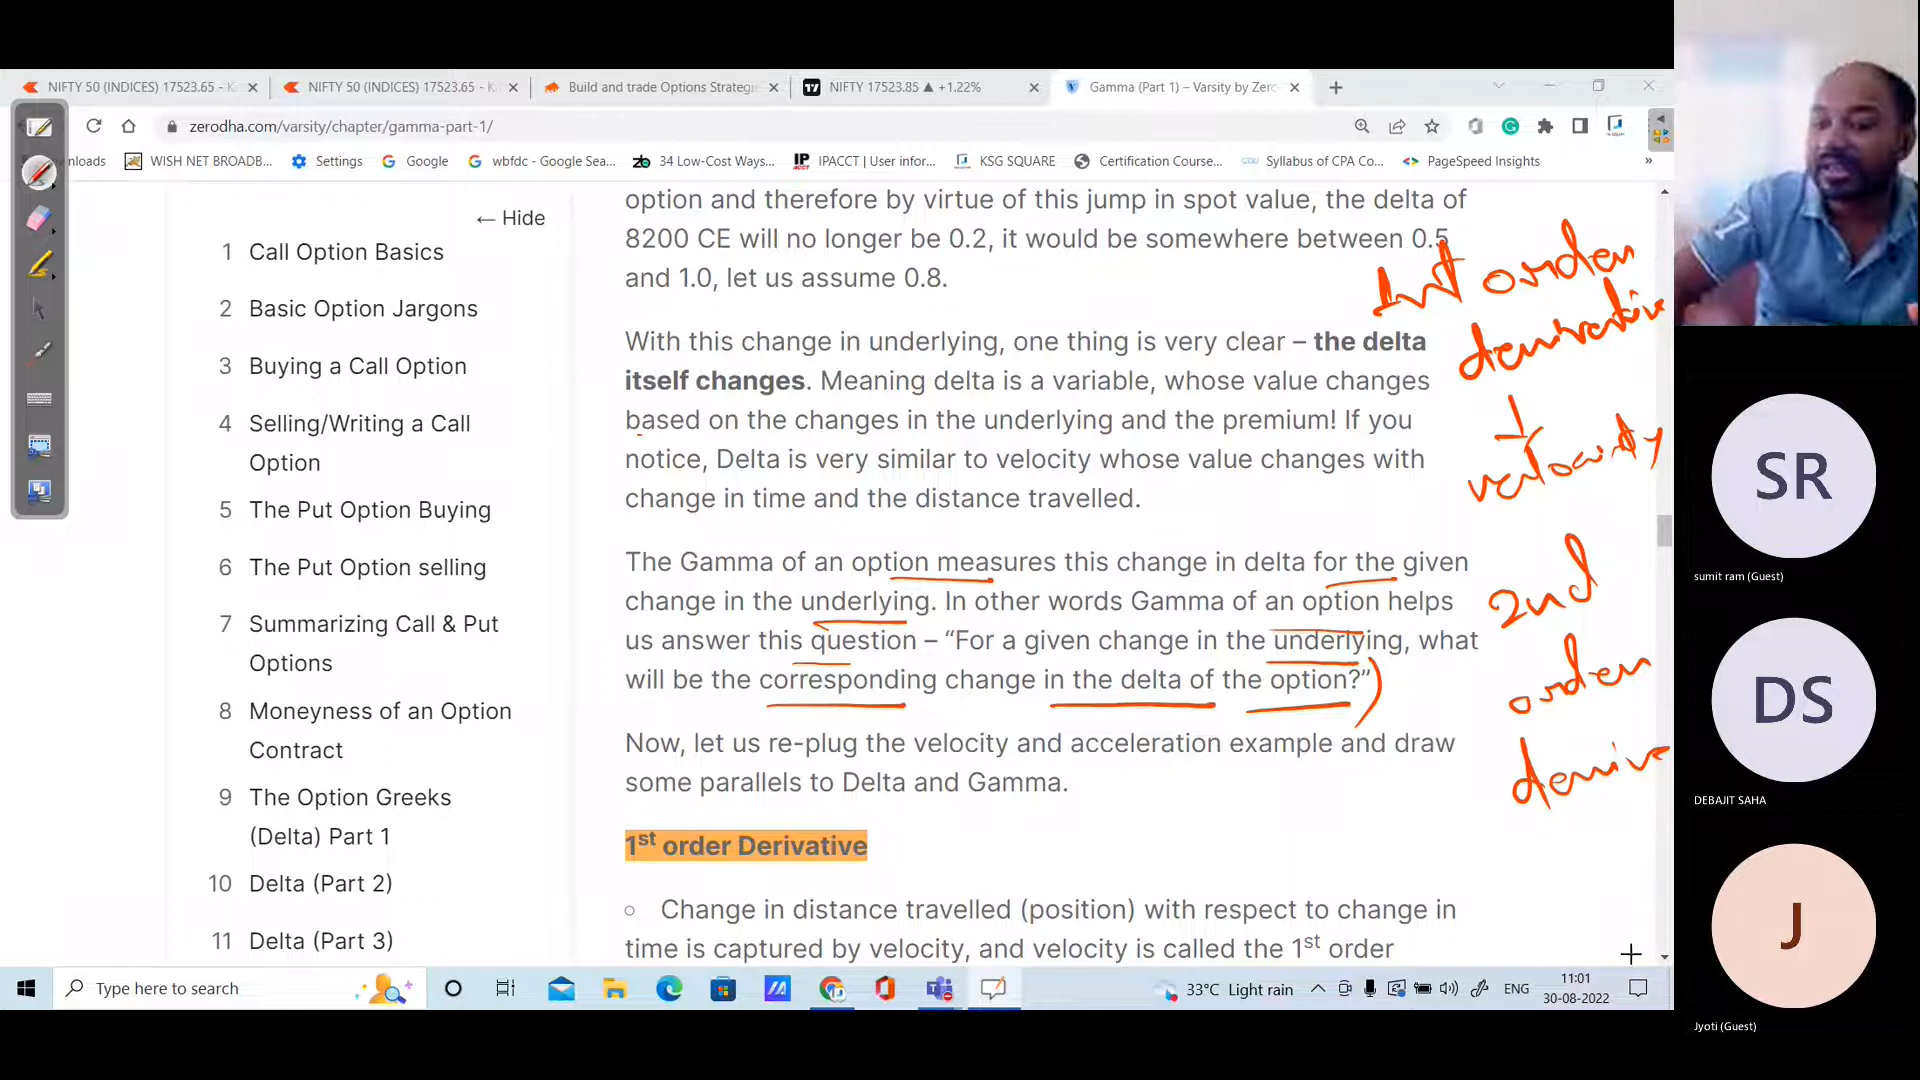 NIFTY 50 (INDICES) 17523.65 - K
NIFTY 50 (INDICES) 17523.65 - K
Build and trade Options Strategie
NIFTY 17523.85 ▲ +1.22%
Gamma (Part 1) – Varsity by Zero
zerodha.com/varsity/chapter/gamma-part-1/
wnloads
WISH NET BROADB...
Settings
Google
wbfdc - Google Sea...
34 Low-Cost Ways...
IPACCT | User infor...
KSG SQUARE
Certification Course...
Syllabus of CPA Co...
PageSpeed Insights
»
← Hide
1 Call Option Basics
2 Basic Option Jargons
3 Buying a Call Option
4 Selling/Writing a Call
Option
5 The Put Option Buying
6 The Put Option selling
7 Summarizing Call & Put
Options
8 Moneyness of an Option
Contract
9 The Option Greeks
(Delta) Part 1
10 Delta (Part 2)
11 Delta (Part 3)
option and therefore by virtue of this jump in spot value, the delta of
8200 CE will no longer be 0.2, it would be somewhere between 0.5
and 1.0, let us assume 0.8.
With this change in underlying, one thing is very clear – the delta
itself changes. Meaning delta is a variable, whose value changes
based on the changes in the underlying and the premium! If you
notice, Delta is very similar to velocity whose value changes with
change in time and the distance travelled.
The Gamma of an option measures this change in delta for the given
change in the underlying. In other words Gamma of an option helps
us answer this question – “For a given change in the underlying, what
will be the corresponding change in the delta of the option?”
Now, let us re-plug the velocity and acceleration example and draw
some parallels to Delta and Gamma.
1st order Derivative
○ Change in distance travelled (position) with respect to change in
time is captured by velocity, and velocity is called the 1st order
1st order
derivative
velocity
2nd
order
deriva
SR
sumit ram (Guest)
DS
DEBAJIT SAHA
J
Jyoti (Guest)
Type here to search
33°C Light rain
ENG
11:01
30-08-2022